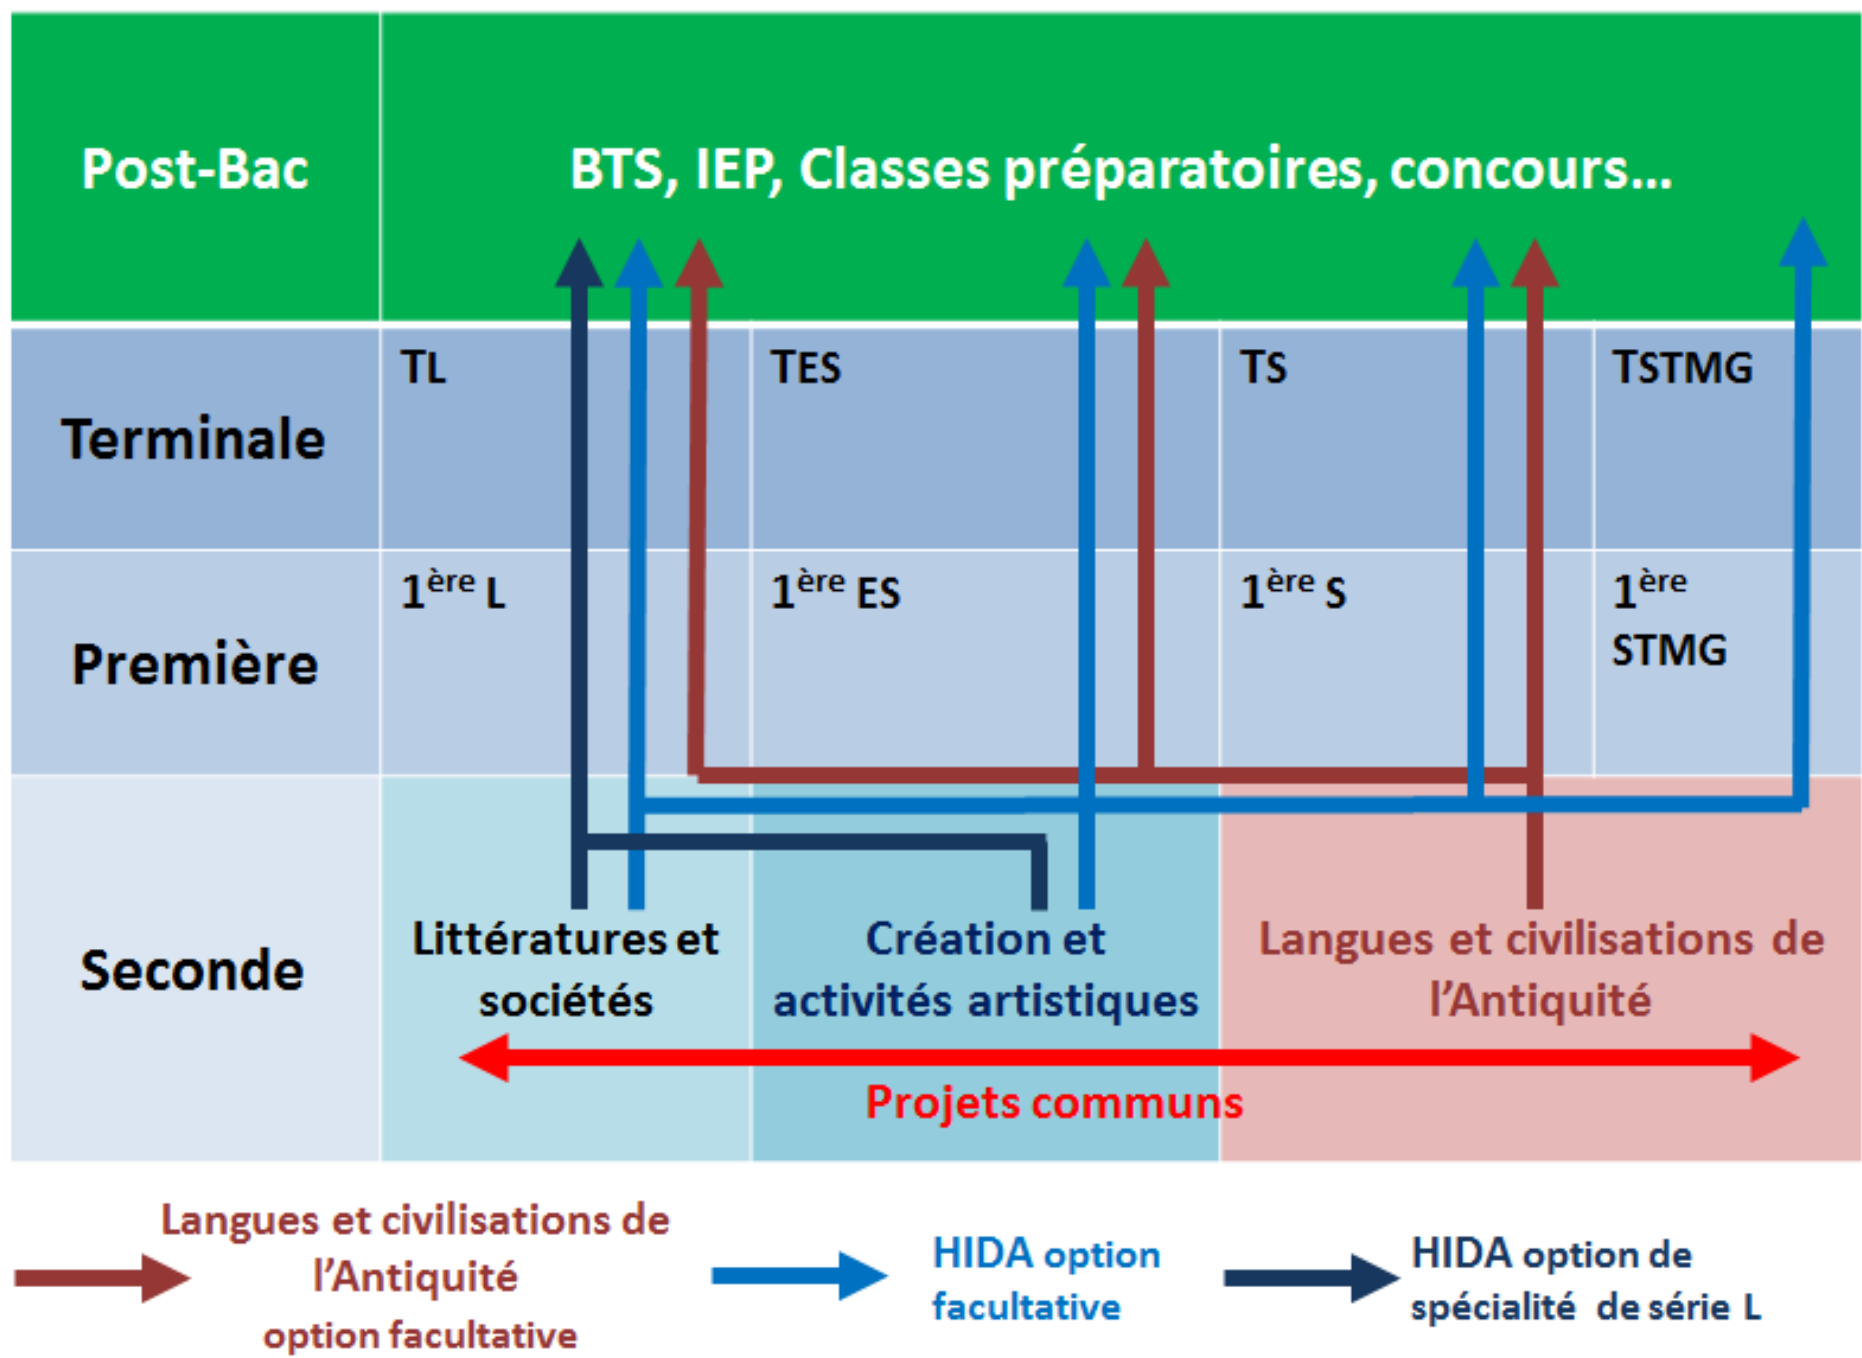 Post-Bac
BTS, IEP, Classes préparatoires, concours...
Terminale
TL
TES
TS
TSTMG
Première
1ère L
1ère ES
1ère S
1ère
STMG
Seconde
Littératures et
sociétés
Création et
activités artistiques
Langues et civilisations de
l’Antiquité
Projets communs
Langues et civilisations de
l’Antiquité
option facultative
HIDA option
facultative
HIDA option de
spécialité de série L